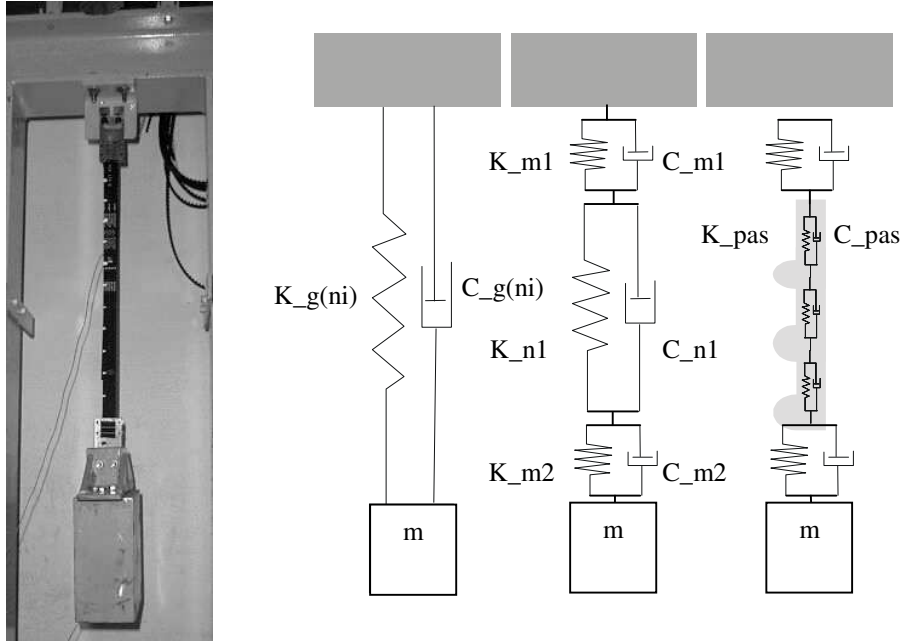 K_g(ni)
C_g(ni)
m
K_m1
C_m1
K_n1
C_n1
K_m2
C_m2
m
K_pas
C_pas
m